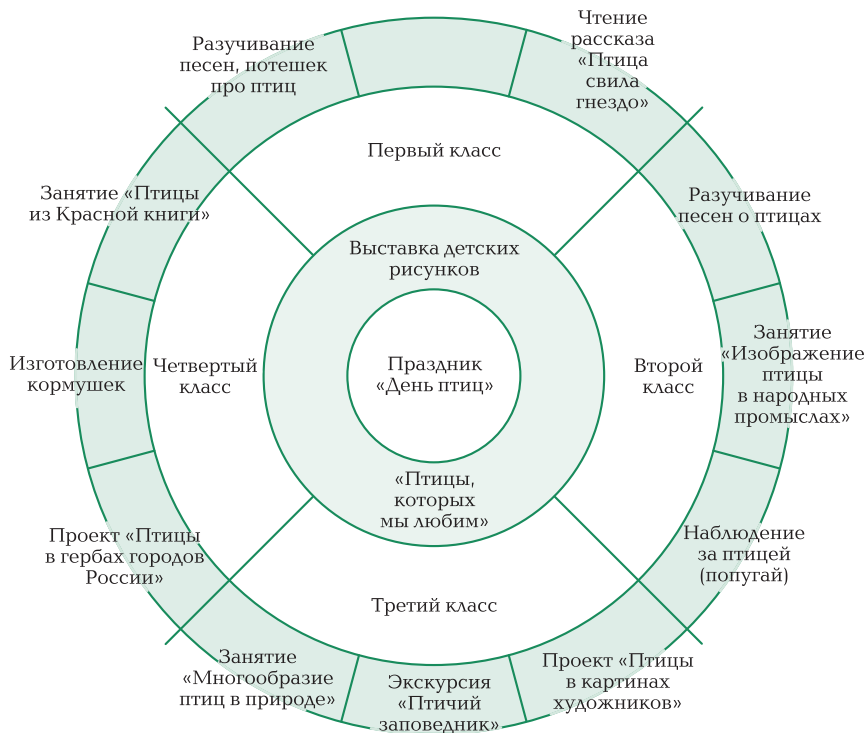 Чтение
рассказа
«Птица
свила
гнездо»
Разучивание
песен, потешек
про птиц
Первый класс
Занятие «Птицы
из Красной книги»
Разучивание
песен о птицах
Выставка детских
рисунков
Изготовление
кормушек
Четвертый
класс
Праздник
«День птиц»
Второй
класс
Занятие
«Изображение
птицы
в народных
промыслах»
«Птицы,
которых
мы любим»
Проект «Птицы
в гербах городов
России»
Наблюдение
за птицей
(попугай)
Третий класс
Занятие
«Многообразие
птиц в природе»
Экскурсия
«Птичий
заповедник»
Проект «Птицы
в картинах
художников»